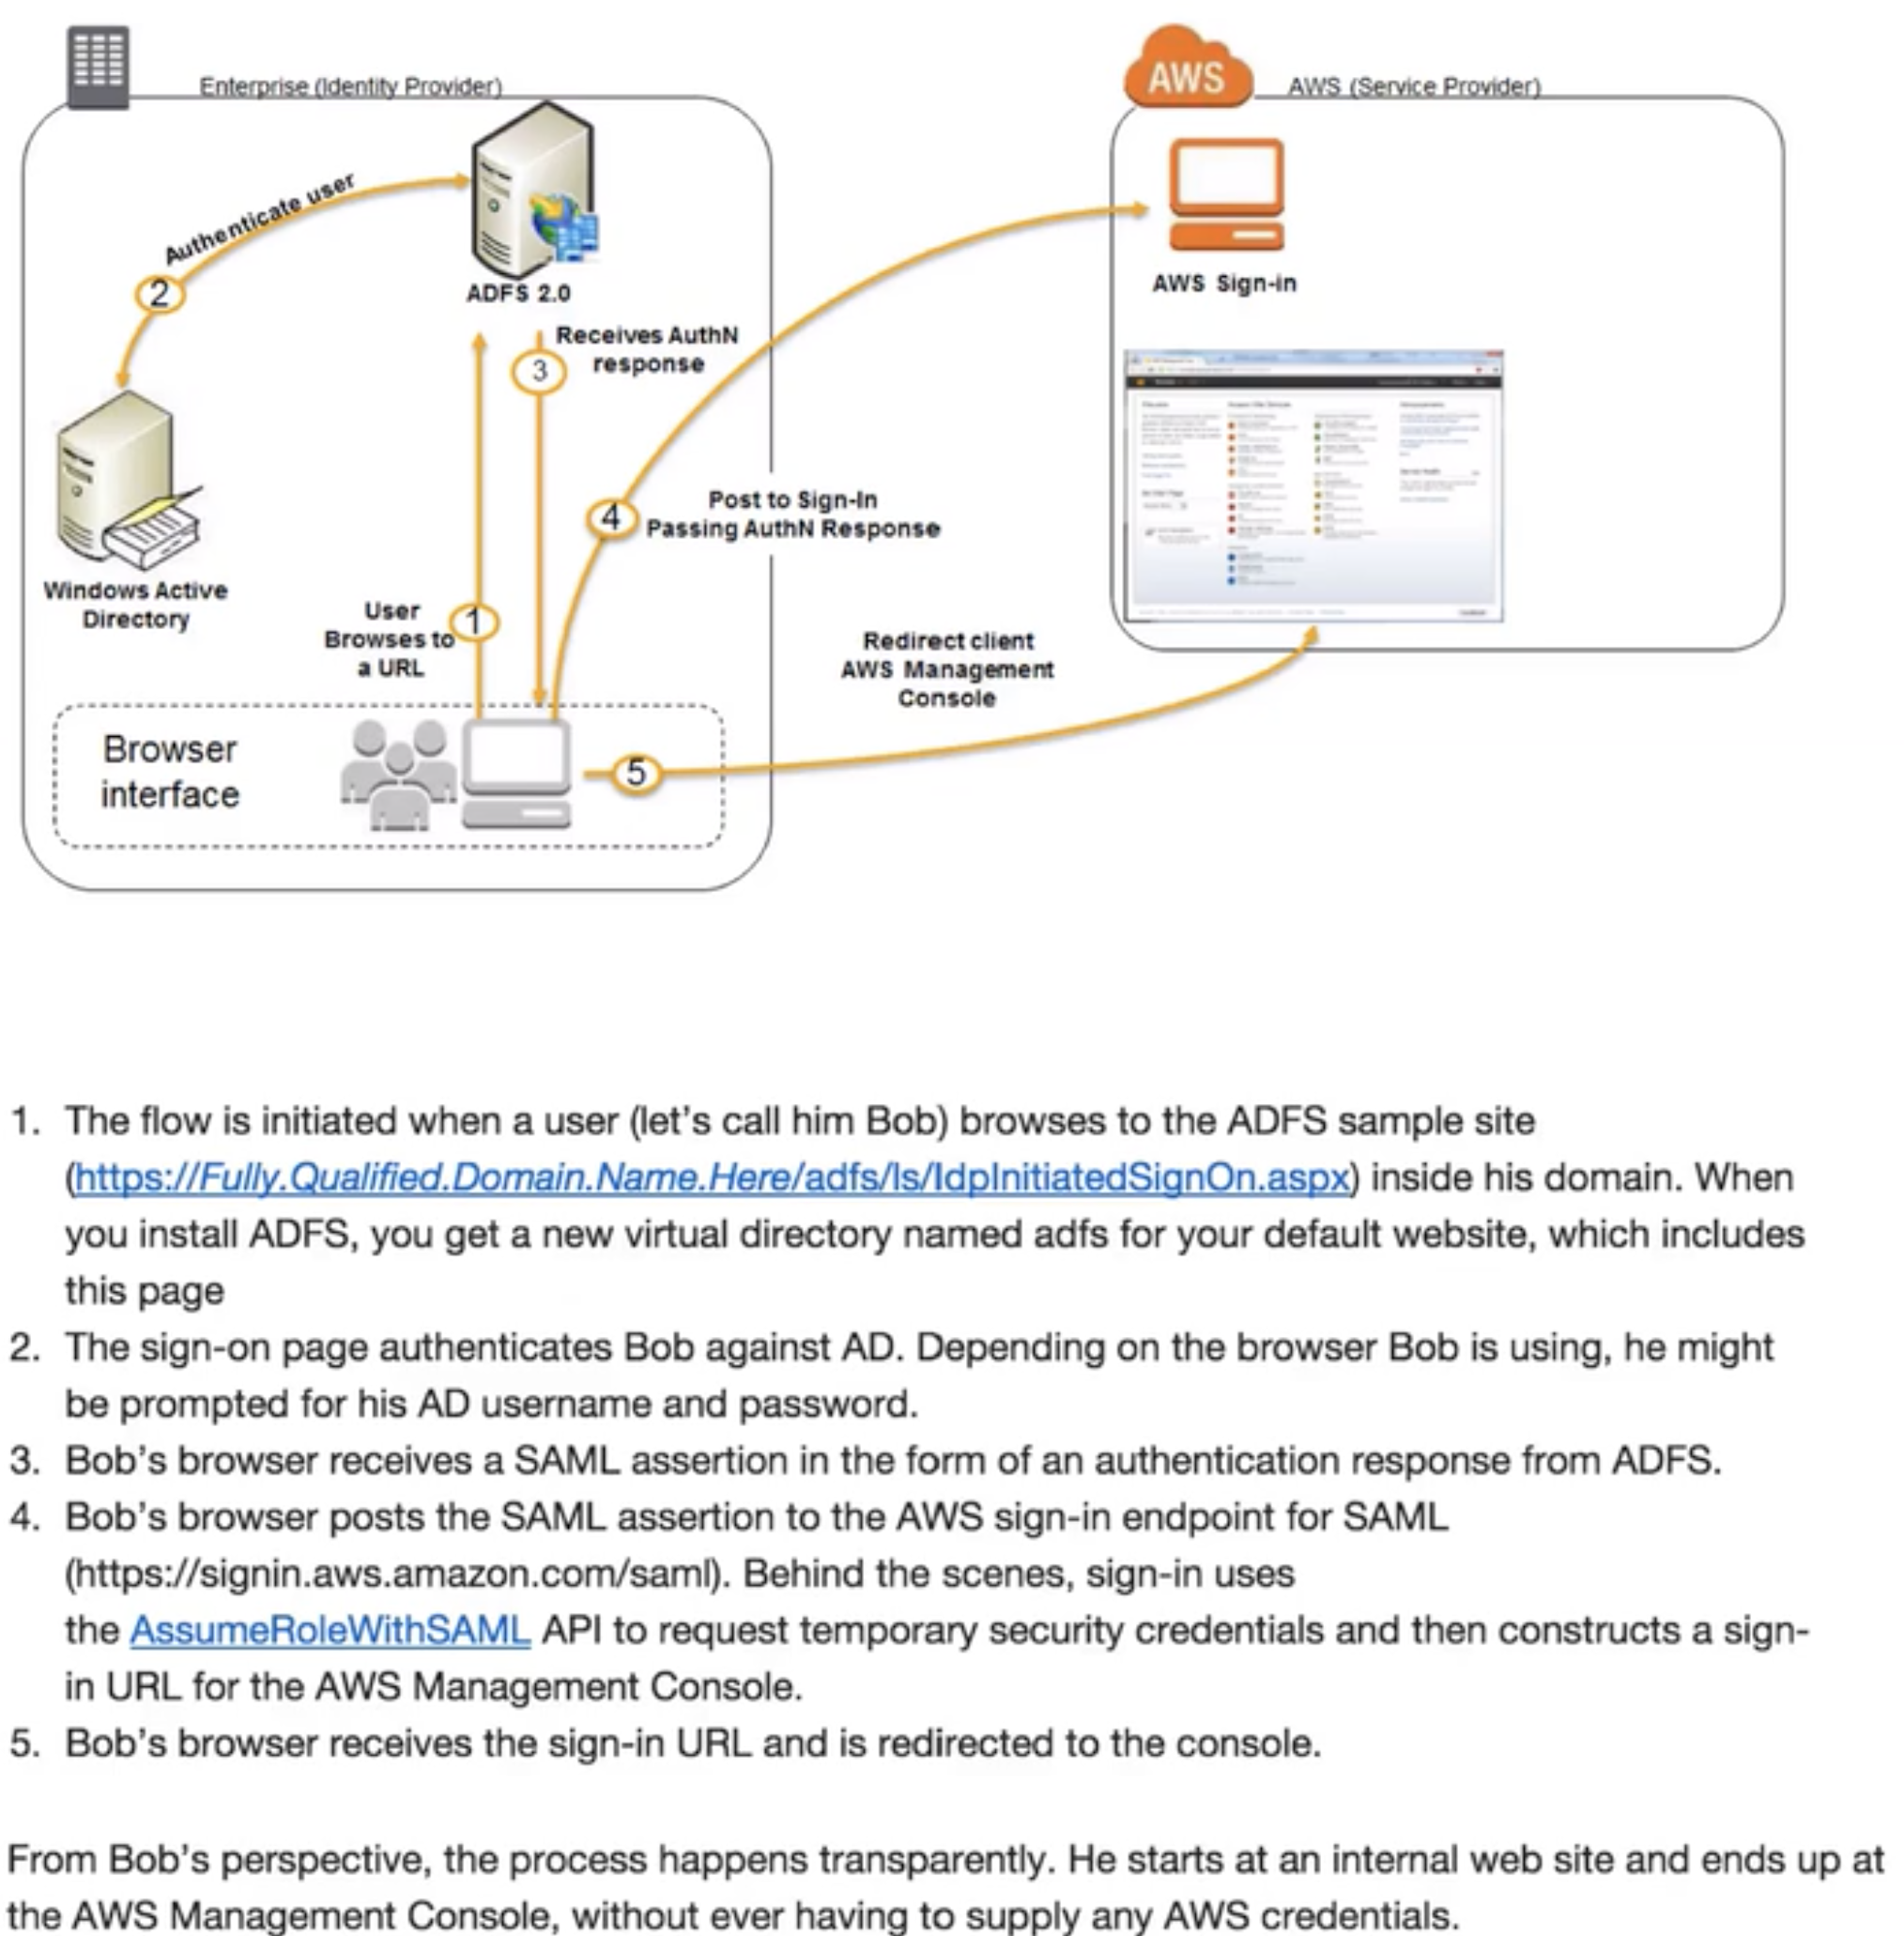 Enterprise (Identity Provider)
AWS
AWS (Service Provider)
Authenticate user
2
ADFS 2.0
AWS Sign-in
Receives AuthN
response
3
4
Post to Sign-In
Passing AuthN Response
Windows Active
Directory
User
Browses to
a URL
1
Redirect client
AWS Management
Console
Browser
interface
5
1. The flow is initiated when a user (let’s call him Bob) browses to the ADFS sample site
(https://Fully.Qualified.Domain.Name.Here/adfs/ls/IdpInitiatedSignOn.aspx) inside his domain. When
you install ADFS, you get a new virtual directory named adfs for your default website, which includes
this page
2. The sign-on page authenticates Bob against AD. Depending on the browser Bob is using, he might
be prompted for his AD username and password.
3. Bob’s browser receives a SAML assertion in the form of an authentication response from ADFS.
4. Bob’s browser posts the SAML assertion to the AWS sign-in endpoint for SAML
(https://signin.aws.amazon.com/saml). Behind the scenes, sign-in uses
the AssumeRoleWithSAML API to request temporary security credentials and then constructs a sign-
in URL for the AWS Management Console.
5. Bob’s browser receives the sign-in URL and is redirected to the console.
From Bob’s perspective, the process happens transparently. He starts at an internal web site and ends up at
the AWS Management Console, without ever having to supply any AWS credentials.